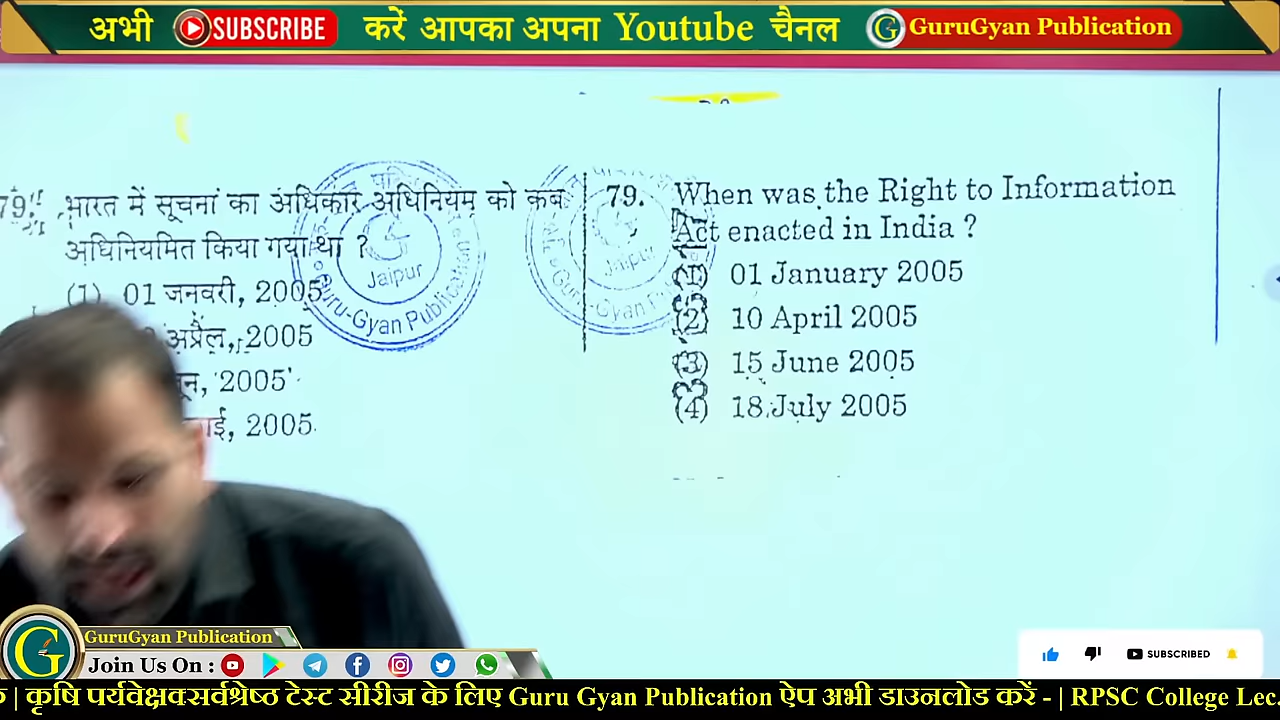 अभी SUBSCRIBE करें आपका अपना Youtube चैनल G GuruGyan Publication
79. भारत में सूचना का अधिकार अधिनियम को कब
अधिनियमित किया गया था ?
(1) 01 जनवरी, 2005
अप्रैल, 2005
2005
2005
Jaipur
Guru-Gyan Publ
79. When was the Right to Information
Act enacted in India ?
(1) 01 January 2005
(2) 10 April 2005
(3) 15 June 2005
(4) 18 July 2005
Jaipur
G
GuruGyan Publication
Join Us On :
SUBSCRIBED
| कृषि पर्यवेक्षक सर्वश्रेष्ठ टेस्ट सीरीज के लिए Guru Gyan Publication ऐप अभी डाउनलोड करें - | RPSC College Lec.